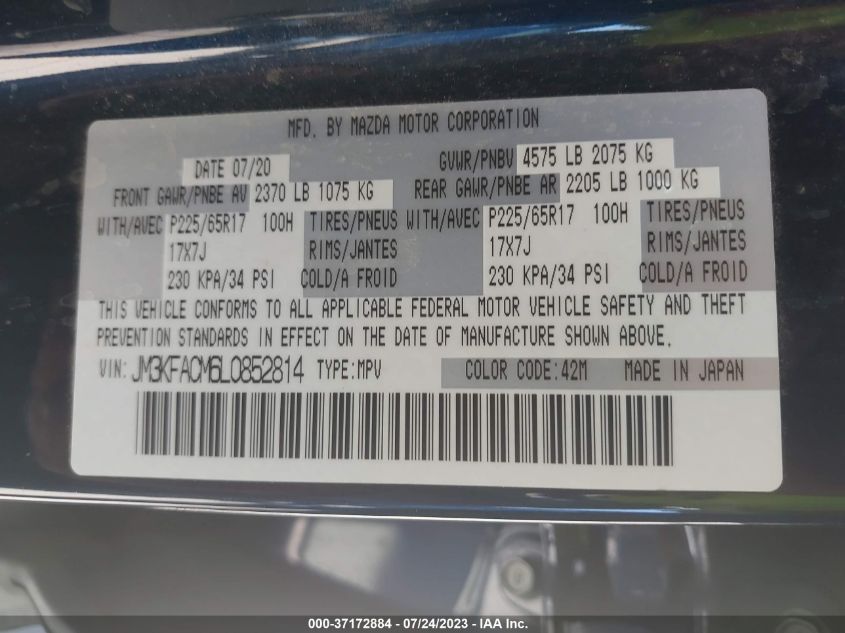 MFD. BY MAZDA MOTOR CORPORATION
DATE 07/20 GVWR/PNBV 4575 LB 2075 KG
FRONT GAWR/PNBE AV 2370 LB 1075 KG REAR GAWR/PNBE AR 2205 LB 1000 KG
WITH/AVEC P225/65R17 100H TIRES/PNEUS WITH/AVEC P225/65R17 100H TIRES/PNEUS
17X7J RIMS/JANTES 17X7J RIMS/JANTES
230 KPA/34 PSI COLD/A FROID 230 KPA/34 PSI COLD/A FROID
THIS VEHICLE CONFORMS TO ALL APPLICABLE FEDERAL MOTOR VEHICLE SAFETY AND THEFT
PREVENTION STANDARDS IN EFFECT ON THE DATE OF MANUFACTURE SHOWN ABOVE.
VIN: JM3KFACM6L0852814 TYPE:MPV COLOR CODE:42M MADE IN JAPAN
000-37172884 / 07/24/2023 - IAA Inc.